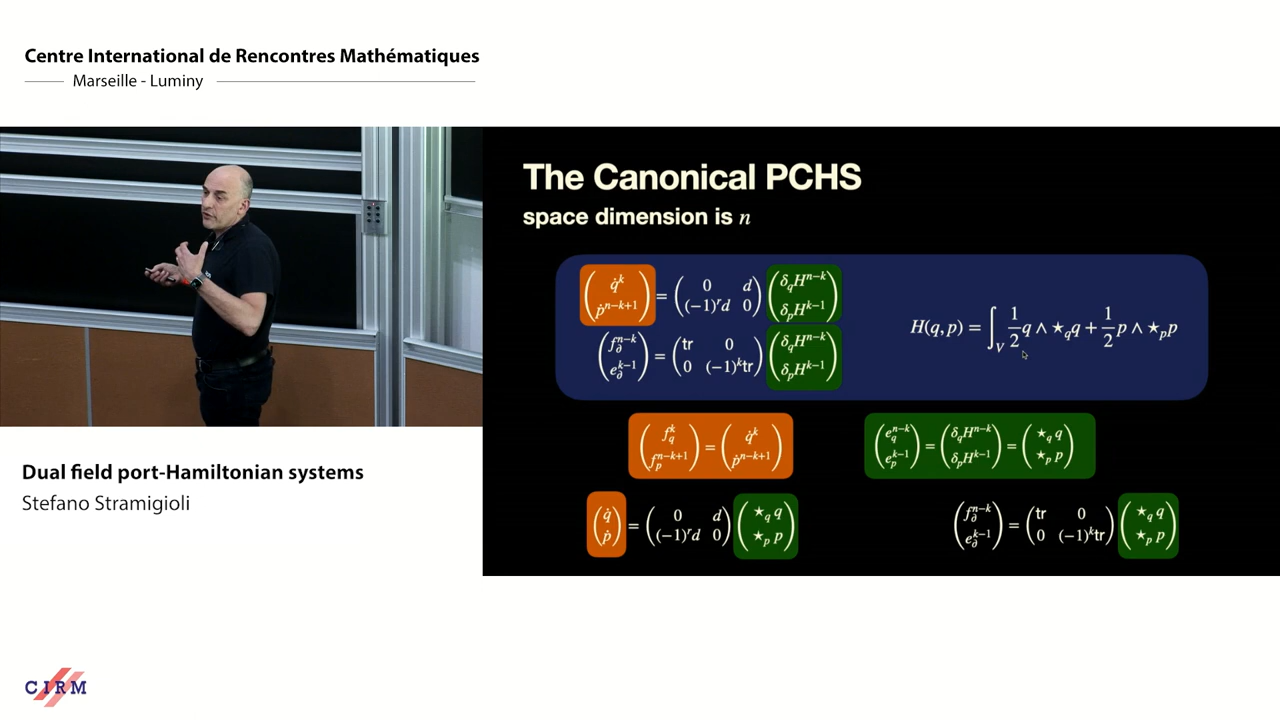 Centre International de Rencontres Mathématiques
Marseille - Luminy
The Canonical PCHS
space dimension is n
(q̇^k ; ṗ^{n−k+1}) = (0 d ; (−1)^r d 0) (δ_q H^{n−k} ; δ_p H^{k−1})
H(q, p) = ∫_V 1/2 q ∧ ⋆_q q + 1/2 p ∧ ⋆_p p
(f_∂^{n−k} ; e_∂^{k−1}) = (tr 0 ; 0 (−1)^k tr) (δ_q H^{n−k} ; δ_p H^{k−1})
(f_q^k ; f_p^{n−k+1}) = (q̇^k ; ṗ^{n−k+1})
(e_q^{n−k} ; e_p^{k−1}) = (δ_q H^{n−k} ; δ_p H^{k−1}) = (⋆_q q ; ⋆_p p)
(q̇ ; ṗ) = (0 d ; (−1)^r d 0) (⋆_q q ; ⋆_p p)
(f_∂^{n−k} ; e_∂^{k−1}) = (tr 0 ; 0 (−1)^k tr) (⋆_q q ; ⋆_p p)
Dual field port-Hamiltonian systems
Stefano Stramigioli
CIRM